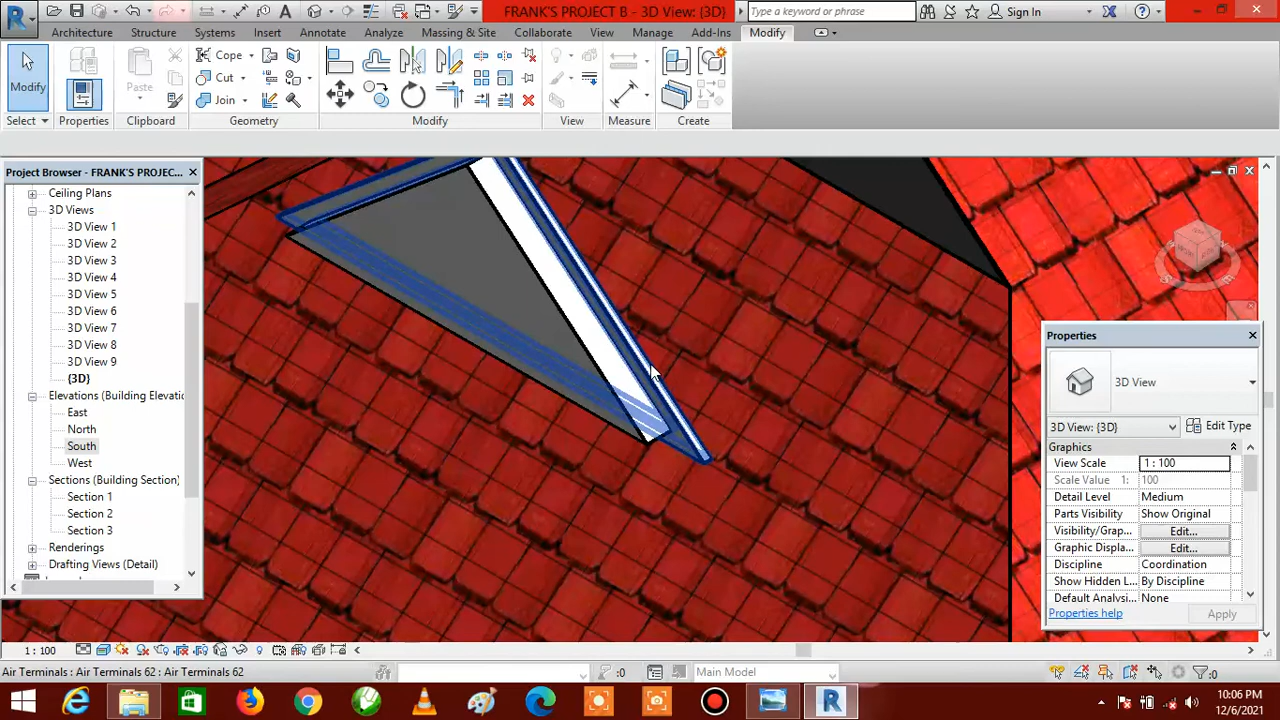 FRANK'S PROJECT B - 3D View: {3D}
Type a keyword or phrase
Sign In
Architecture
Structure
Systems
Insert
Annotate
Analyze
Massing & Site
Collaborate
View
Manage
Add-Ins
Modify
Modify
Paste
Cope
Cut
Join
Select
Properties
Clipboard
Geometry
Modify
View
Measure
Create
Project Browser - FRANK'S PROJEC...
Ceiling Plans
3D Views
3D View 1
3D View 2
3D View 3
3D View 4
3D View 5
3D View 6
3D View 7
3D View 8
3D View 9
{3D}
Elevations (Building Elevatic
East
North
South
West
Sections (Building Section)
Section 1
Section 2
Section 3
Renderings
Drafting Views (Detail)
Properties
3D View
3D View: {3D}
Edit Type
Graphics
View Scale
1 : 100
Scale Value 1:
100
Detail Level
Medium
Parts Visibility
Show Original
Visibility/Grap...
Edit...
Graphic Displa...
Edit...
Discipline
Coordination
Show Hidden L...
By Discipline
Default Analysi...
None
Properties help
Apply
1 : 100
Air Terminals : Air Terminals 62 : Air Terminals 62
:0
Main Model
:0
10:06 PM
12/6/2021